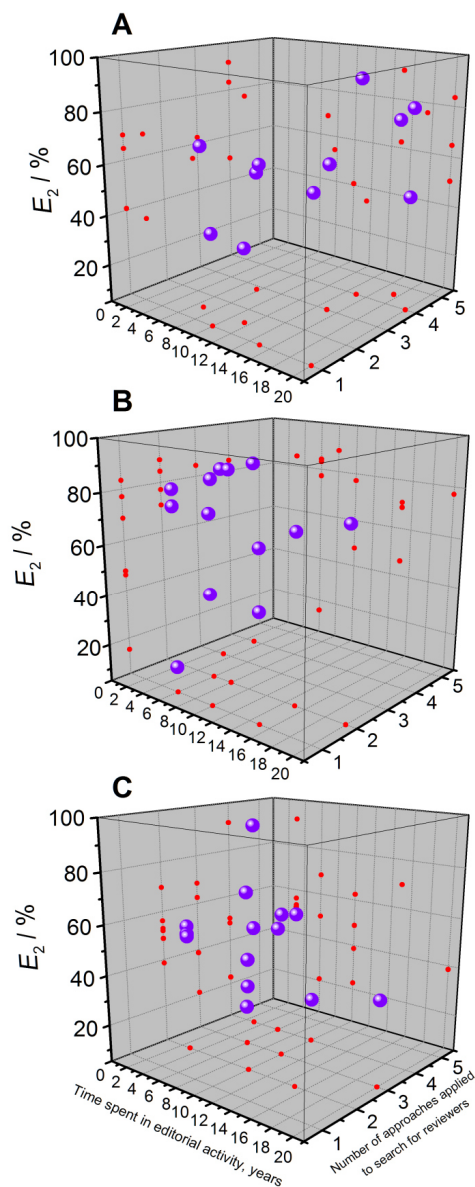 A
100
80
60
40
20
E2 / %
0 2 4 6 8 10 12 14 16 18 20
1 2 3 4 5
B
100
80
60
40
20
E2 / %
0 2 4 6 8 10 12 14 16 18 20
1 2 3 4 5
C
100
80
60
40
20
E2 / %
0 2 4 6 8 10 12 14 16 18 20
1 2 3 4 5
Time spent in editorial activity, years
Number of approaches applied
to search for reviewers